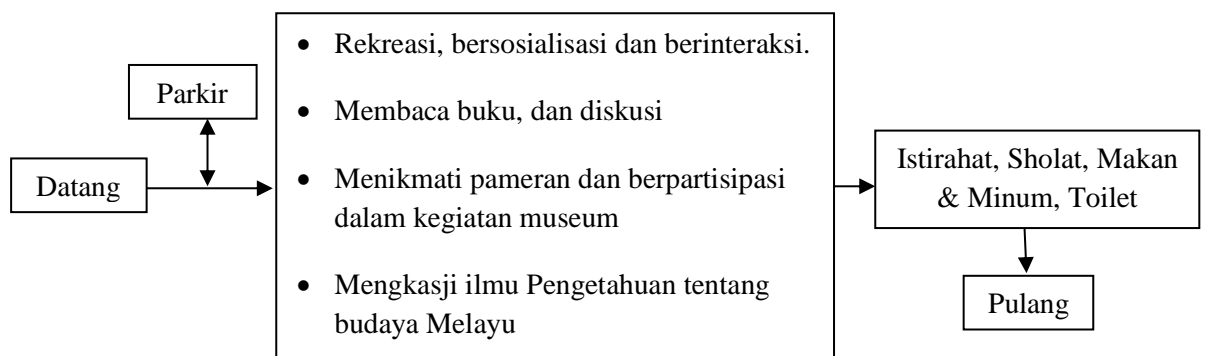 Datang
Parkir
• Rekreasi, bersosialisasi dan berinteraksi.
• Membaca buku, dan diskusi
• Menikmati pameran dan berpartisipasi
dalam kegiatan museum
• Mengkasji ilmu Pengetahuan tentang
budaya Melayu
Istirahat, Sholat, Makan
& Minum, Toilet
Pulang